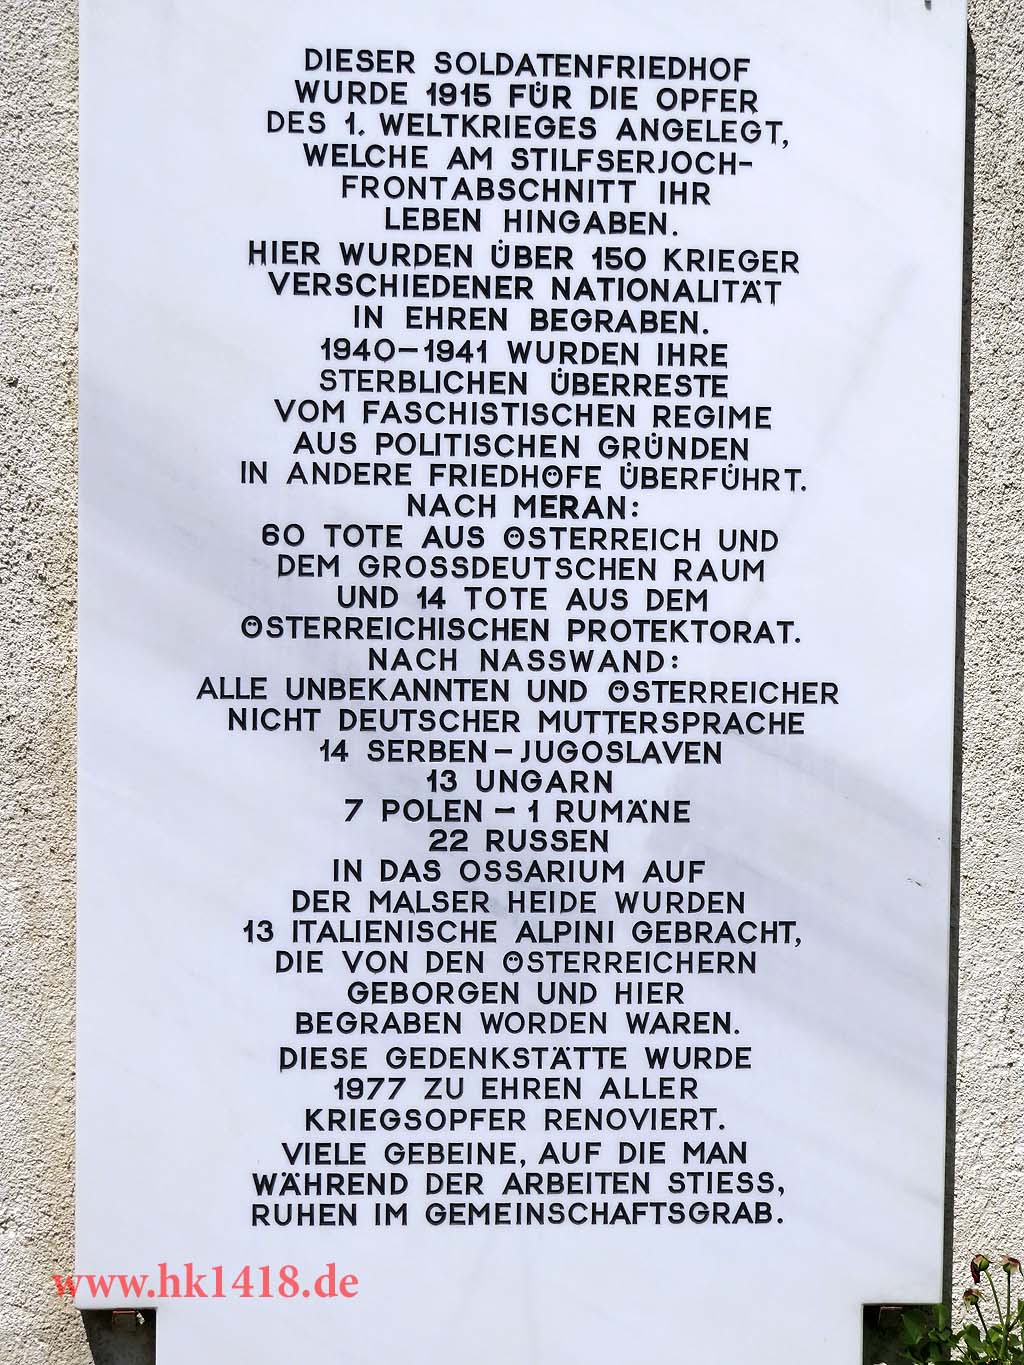 DIESER SOLDATENFRIEDHOF
WURDE 1915 FÜR DIE OPFER
DES 1. WELTKRIEGES ANGELEGT,
WELCHE AM STILFSERJOCH-
FRONTABSCHNITT IHR
LEBEN HINGABEN.
HIER WURDEN ÜBER 150 KRIEGER
VERSCHIEDENER NATIONALITÄT
IN EHREN BEGRABEN.
1940-1941 WURDEN IHRE
STERBLICHEN ÜBERRESTE
VOM FASCHISTISCHEN REGIME
AUS POLITISCHEN GRÜNDEN
IN ANDERE FRIEDHÖFE ÜBERFÜHRT.
NACH MERAN:
60 TOTE AUS ÖSTERREICH UND
DEM GROSSDEUTSCHEN RAUM
UND 14 TOTE AUS DEM
ÖSTERREICHISCHEN PROTEKTORAT.
NACH NASSWAND:
ALLE UNBEKANNTEN UND ÖSTERREICHER
NICHT DEUTSCHER MUTTERSPRACHE
14 SERBEN-JUGOSLAVEN
13 UNGARN
7 POLEN - 1 RUMÄNE
22 RUSSEN
IN DAS OSSARIUM AUF
DER MALSER HEIDE WURDEN
13 ITALIENISCHE ALPINI GEBRACHT,
DIE VON DEN ÖSTERREICHERN
GEBORGEN UND HIER
BEGRABEN WORDEN WAREN.
DIESE GEDENKSTÄTTE WURDE
1977 ZU EHREN ALLER
KRIEGSOPFER RENOVIERT.
VIELE GEBEINE, AUF DIE MAN
WÄHREND DER ARBEITEN STIESS,
RUHEN IM GEMEINSCHAFTSGRAB.
www.hk1418.de